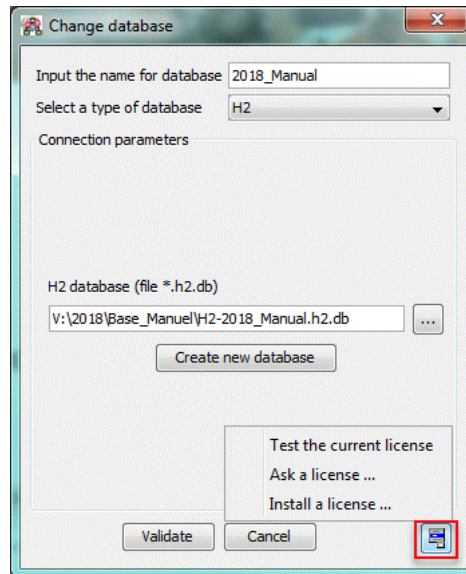 Change database
Input the name for database 2018_Manual
Select a type of database H2
Connection parameters
H2 database (file *.h2.db)
V:\2018\Base_Manuel\H2-2018_Manual.h2.db ...
Create new database
Test the current license
Ask a license ...
Install a license ...
Validate Cancel